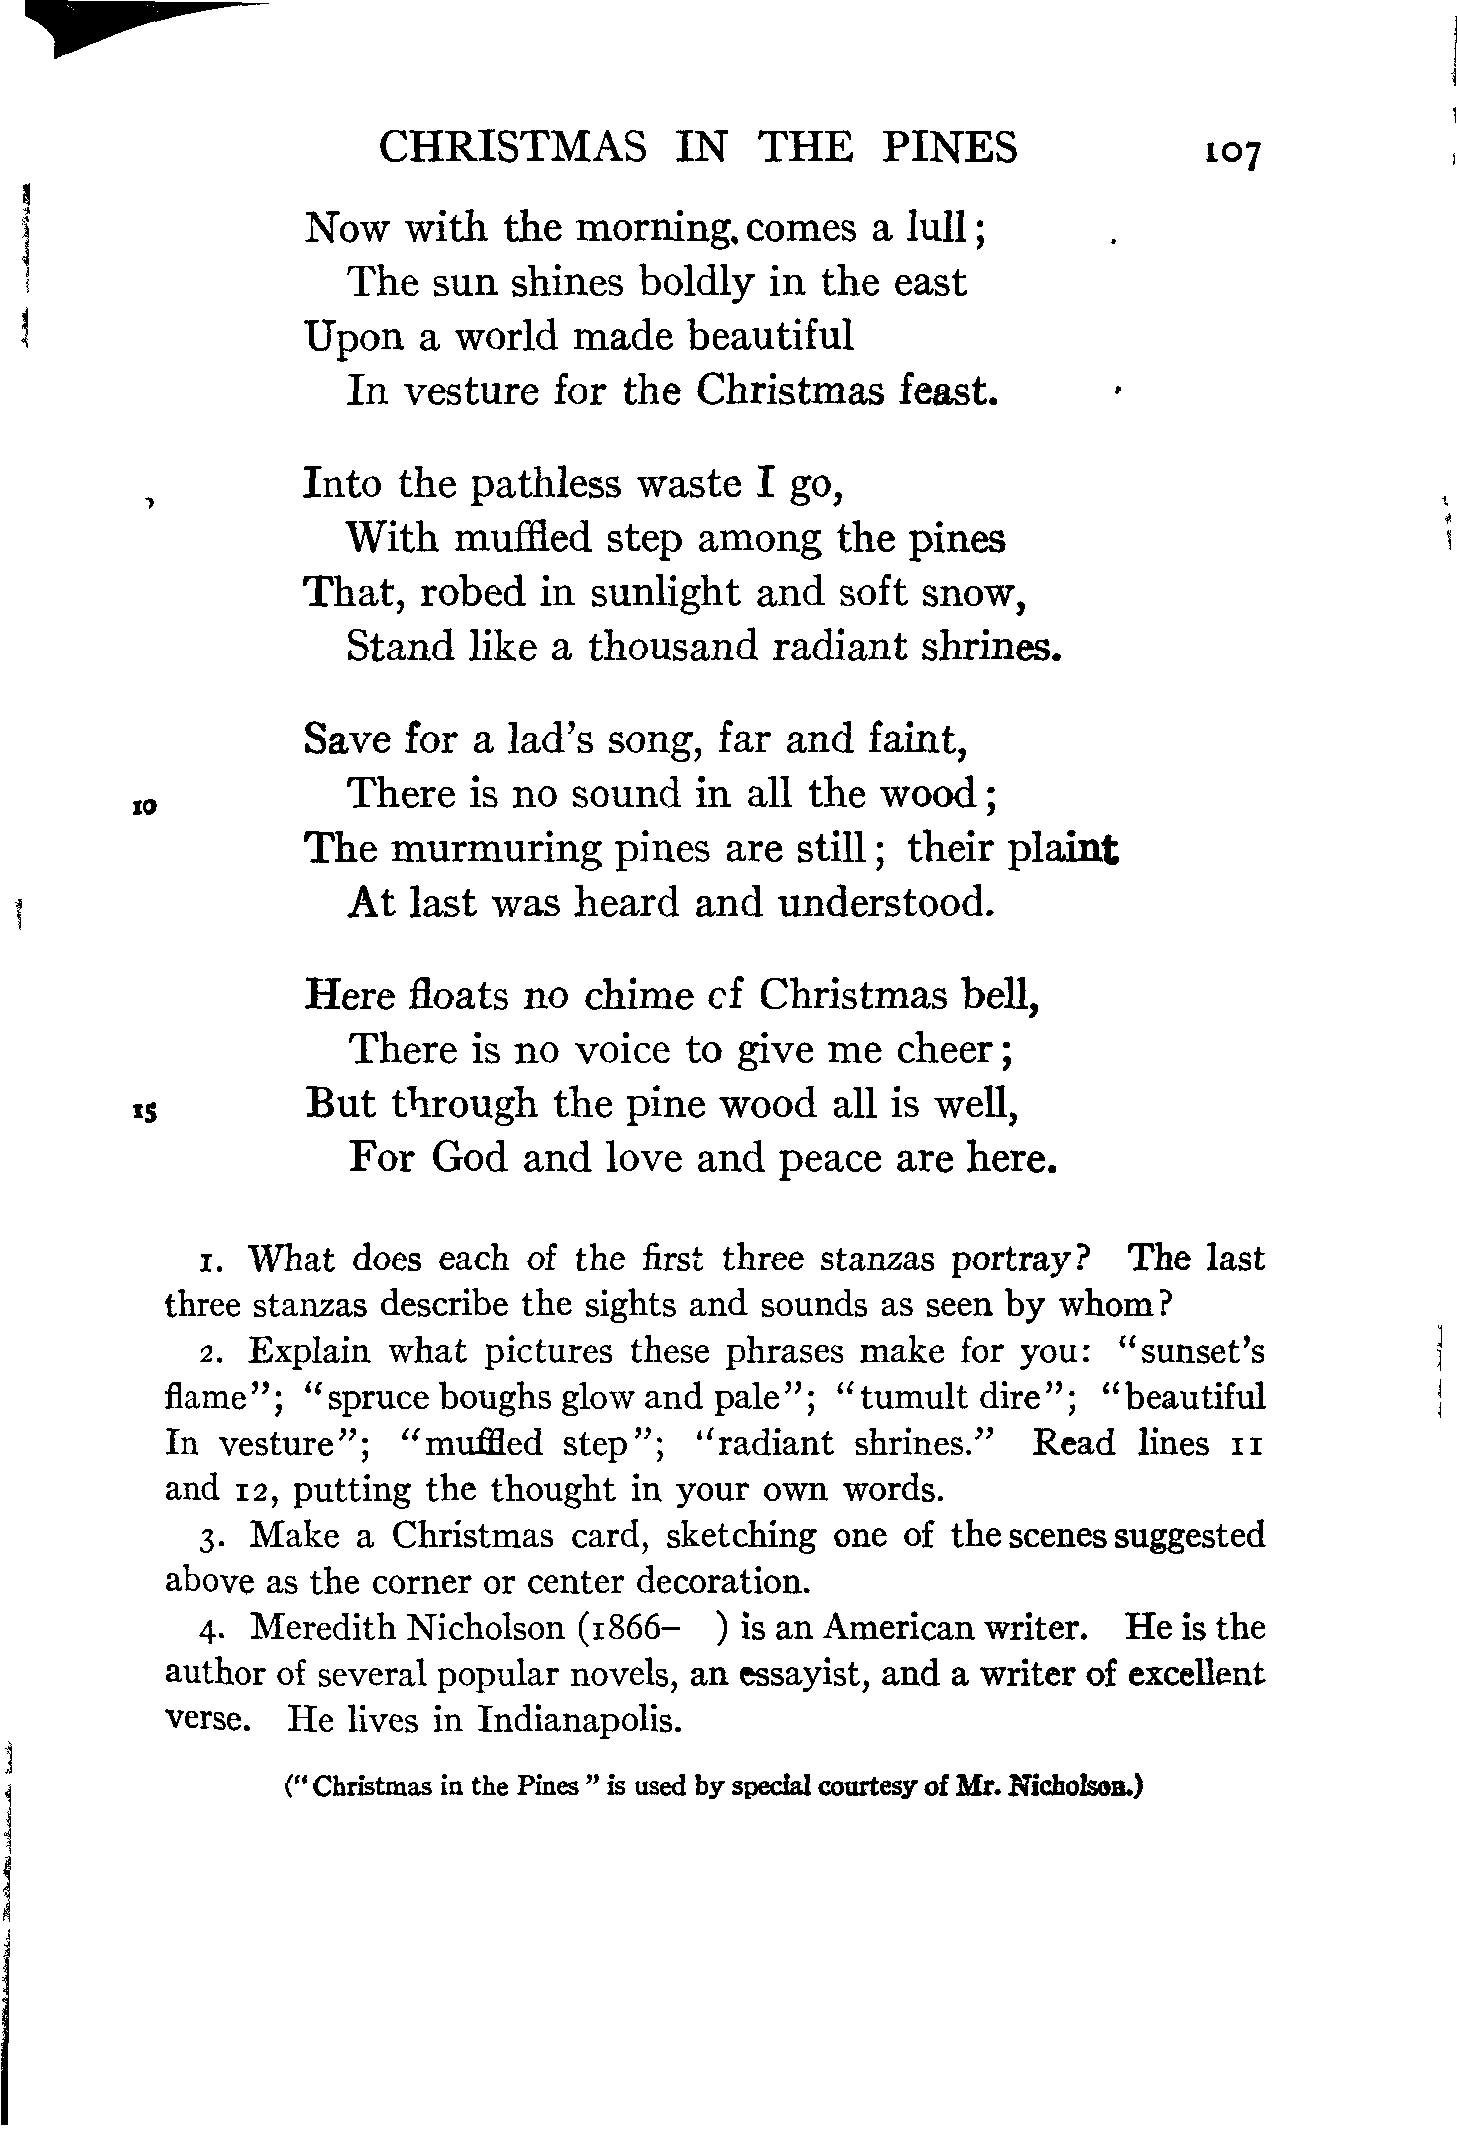 CHRISTMAS IN THE PINES 107
Now with the morning. comes a lull;
The sun shines boldly in the east
Upon a world made beautiful
In vesture for the Christmas feast.
Into the pathless waste I go,
With muffled step among the pines
That, robed in sunlight and soft snow,
Stand like a thousand radiant shrines.
Save for a lad's song, far and faint,
10 There is no sound in all the wood;
The murmuring pines are still; their plaint
At last was heard and understood.
Here floats no chime cf Christmas bell,
There is no voice to give me cheer;
15 But through the pine wood all is well,
For God and love and peace are here.
1. What does each of the first three stanzas portray? The last
three stanzas describe the sights and sounds as seen by whom?
2. Explain what pictures these phrases make for you: "sunset's
flame"; "spruce boughs glow and pale"; "tumult dire"; "beautiful
In vesture"; "muffled step"; "radiant shrines." Read lines 11
and 12, putting the thought in your own words.
3. Make a Christmas card, sketching one of the scenes suggested
above as the corner or center decoration.
4. Meredith Nicholson (1866– ) is an American writer. He is the
author of several popular novels, an essayist, and a writer of excellent
verse. He lives in Indianapolis.
("Christmas in the Pines" is used by special courtesy of Mr. Nicholson.)